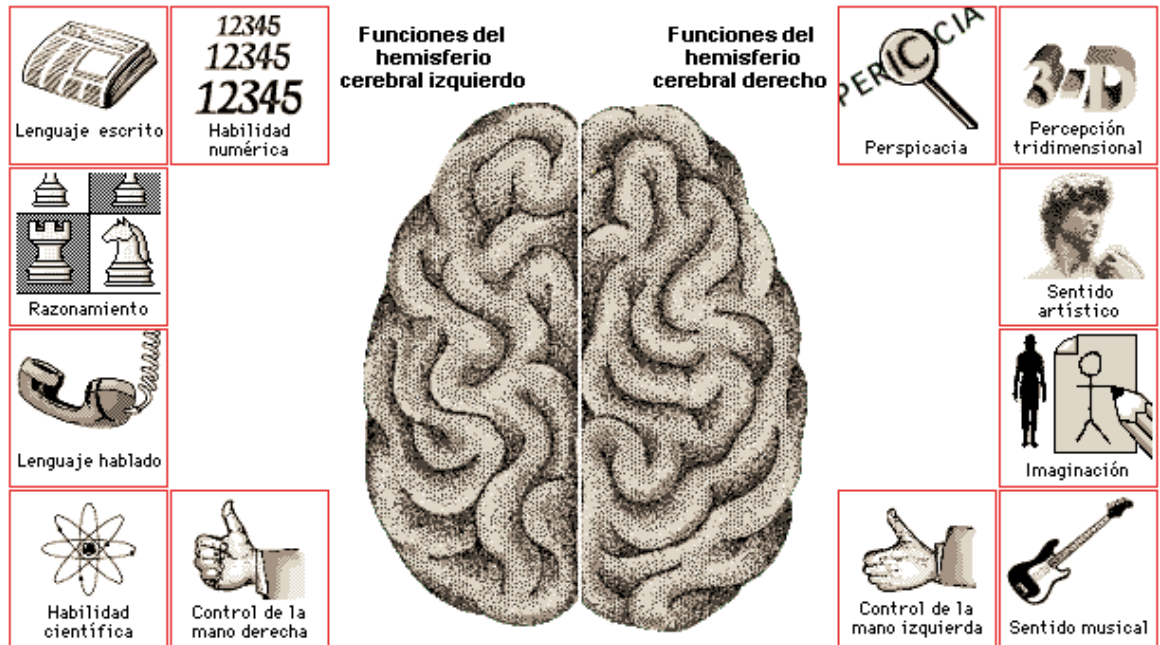 12345
12345
12345
Lenguaje escrito
Habilidad
numérica
Funciones del
hemisferio
cerebral izquierdo
Funciones del
hemisferio
cerebral derecho
PERICCIA
Perspicacia
3-D
Percepción
tridimensional
Razonamiento
Sentido
artístico
Lenguaje hablado
Imaginación
Habilidad
científica
Control de la
mano derecha
Control de la
mano izquierda
Sentido musical